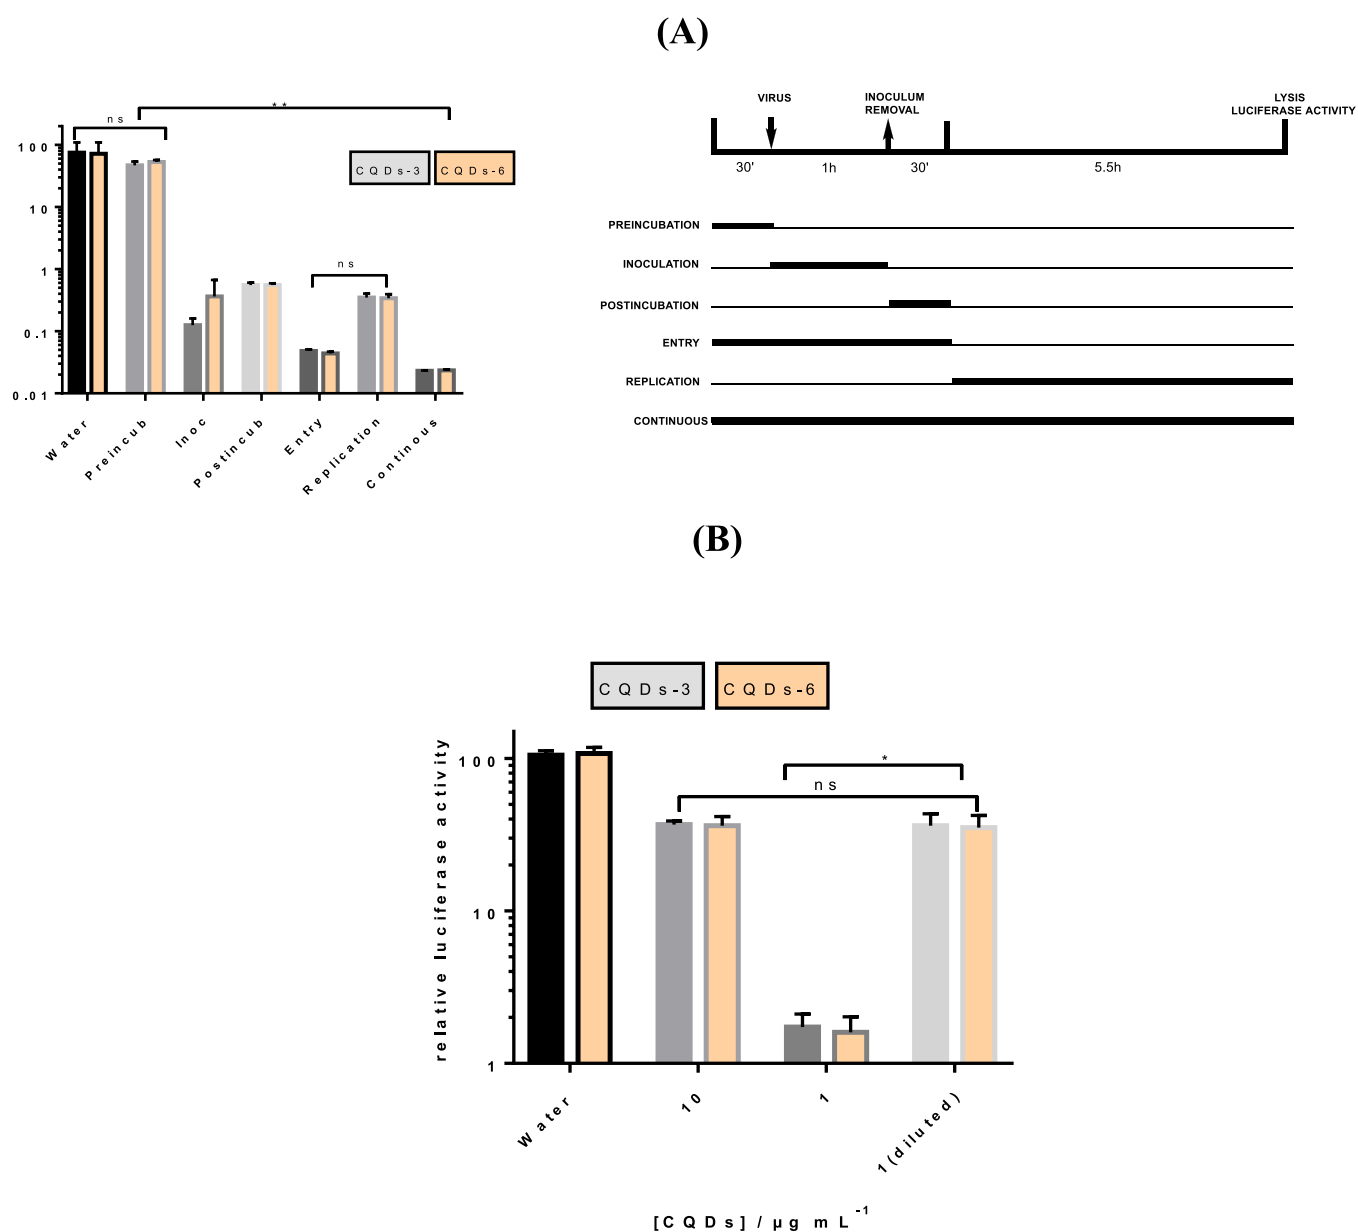 (A)
**
ns
100
10
1
0.1
0.01
CQDs-3 CQDs-6
ns
Water
Preincub
Inoc
Postincub
Entry
Replication
Continous
VIRUS
INOCULUM
REMOVAL
LYSIS
LUCIFERASE ACTIVITY
30' 1h 30' 5.5h
PREINCUBATION
INOCULATION
POSTINCUBATION
ENTRY
REPLICATION
CONTINUOUS
(B)
CQDs-3 CQDs-6
relative luciferase activity
100
10
1
*
ns
Water
10
1
1(diluted)
[CQDs] / µg mL⁻¹